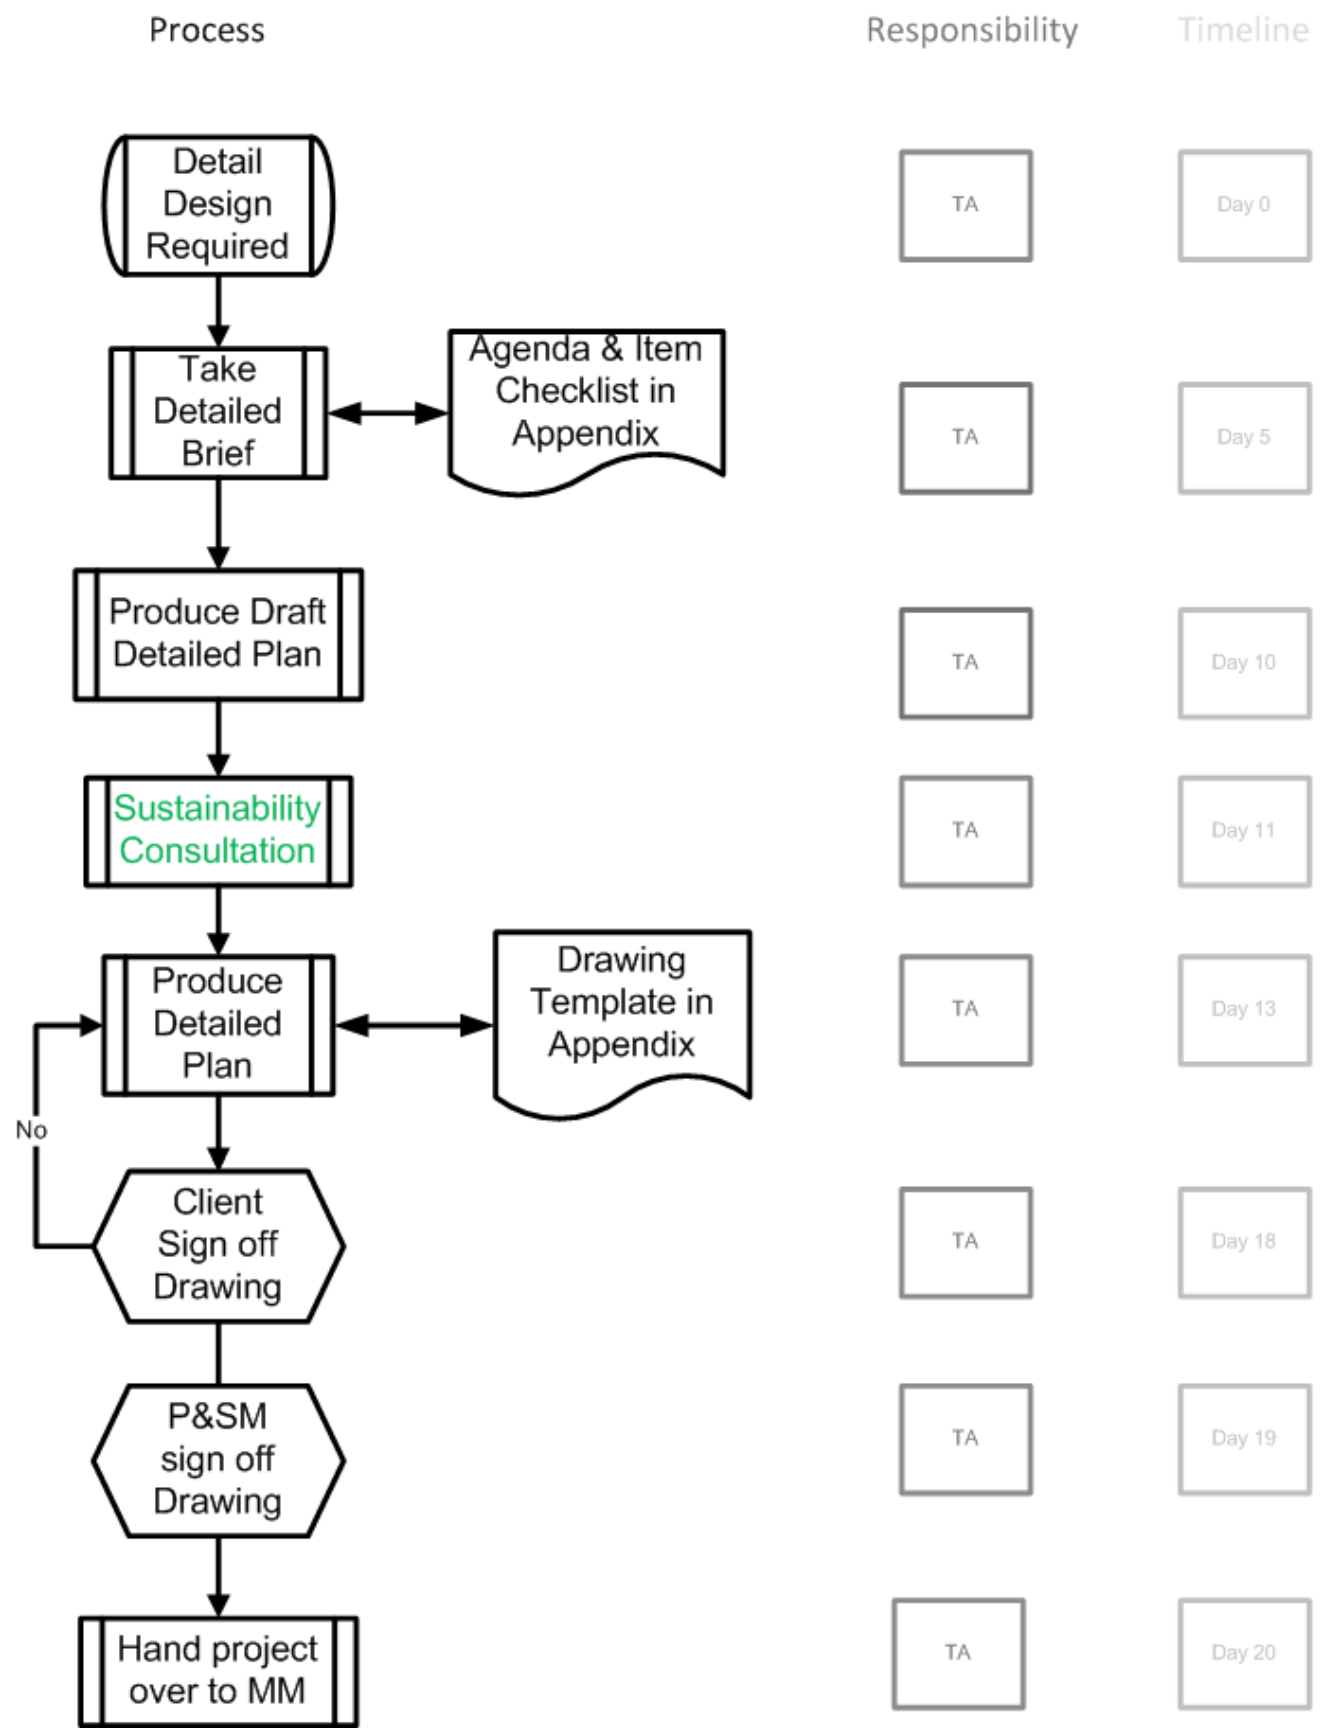 Process
Responsibility
Timeline
Detail
Design
Required
TA
Day 0
Take
Detailed
Brief
Agenda & Item
Checklist in
Appendix
TA
Day 5
Produce Draft
Detailed Plan
TA
Day 10
Sustainability
Consultation
TA
Day 11
Produce
Detailed
Plan
Drawing
Template in
Appendix
TA
Day 13
No
Client
Sign off
Drawing
TA
Day 18
P&SM
sign off
Drawing
TA
Day 19
Hand project
over to MM
TA
Day 20